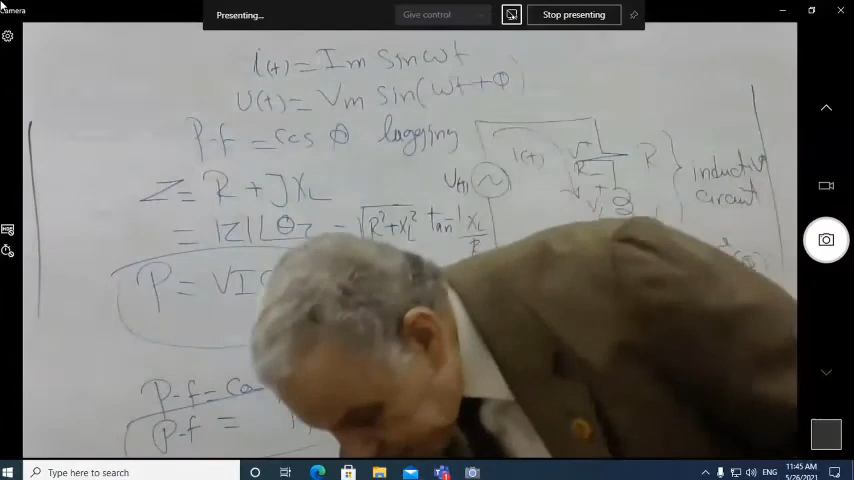 Camera
Presenting...
Give control
Stop presenting
i(t) = Im Sin ωt
U(t) = Vm sin(ωt + Φ)
P-f = Cos Φ lagging
i(t)
R
U(t)
inductive
circuit
Z = R + JXL
= |Z| ∠θz = √R²+XL² tan⁻¹ XL/R
P = VI
P-f = Co
P-f =
Type here to search
ENG
11:45 AM
5/26/2021